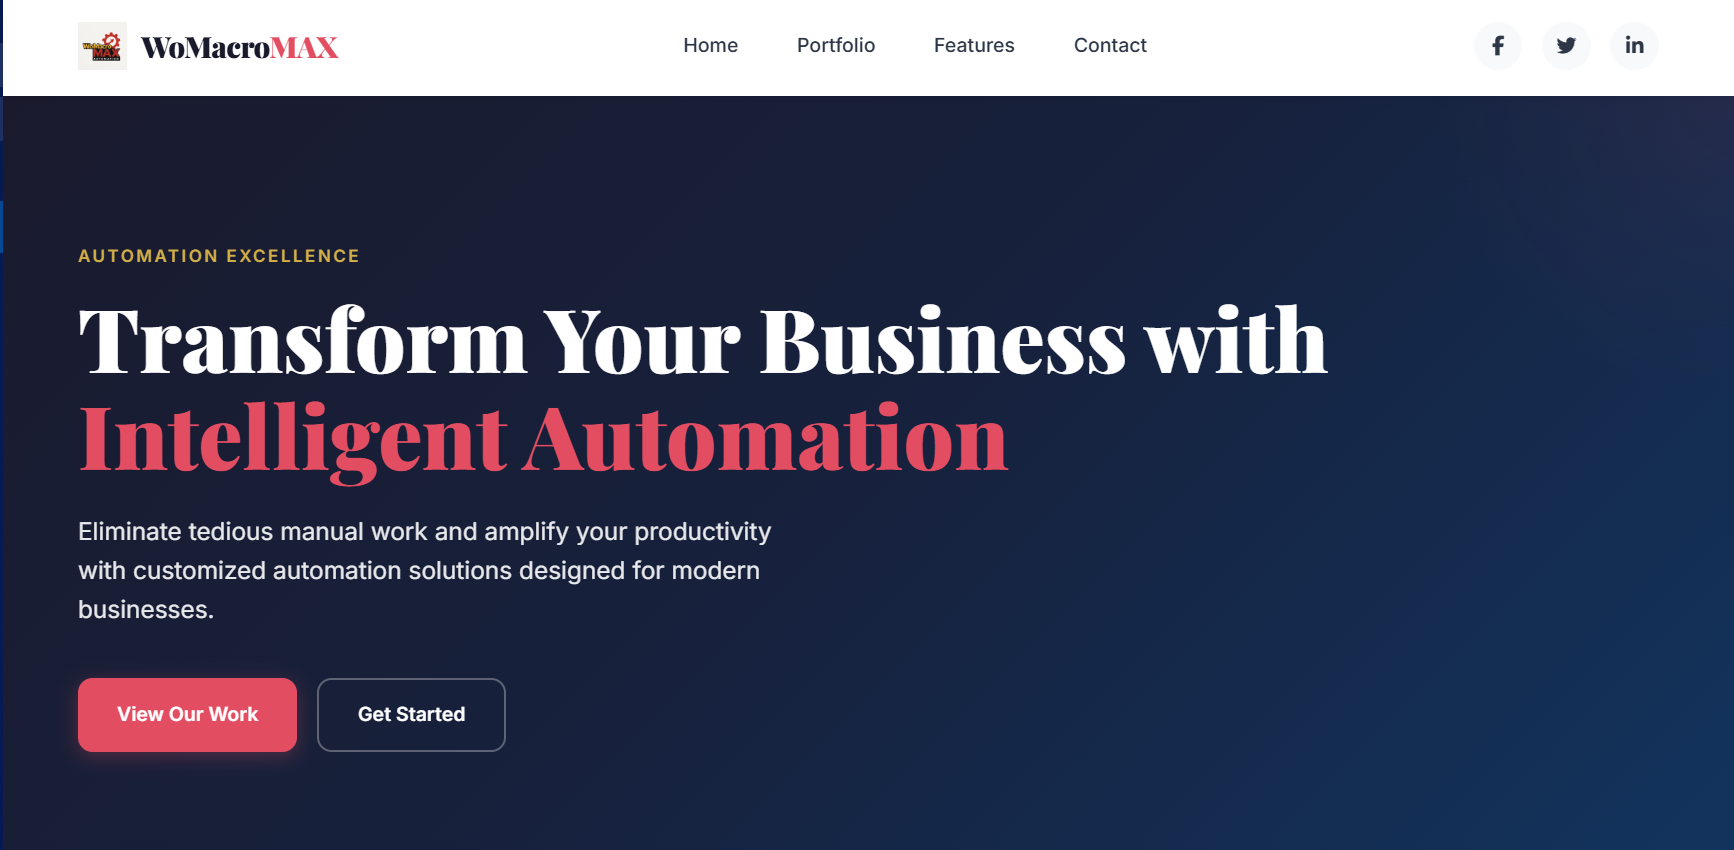 WoMacroMAX
Home
Portfolio
Features
Contact
AUTOMATION EXCELLENCE
Transform Your Business with
Intelligent Automation
Eliminate tedious manual work and amplify your productivity
with customized automation solutions designed for modern
businesses.
View Our Work
Get Started